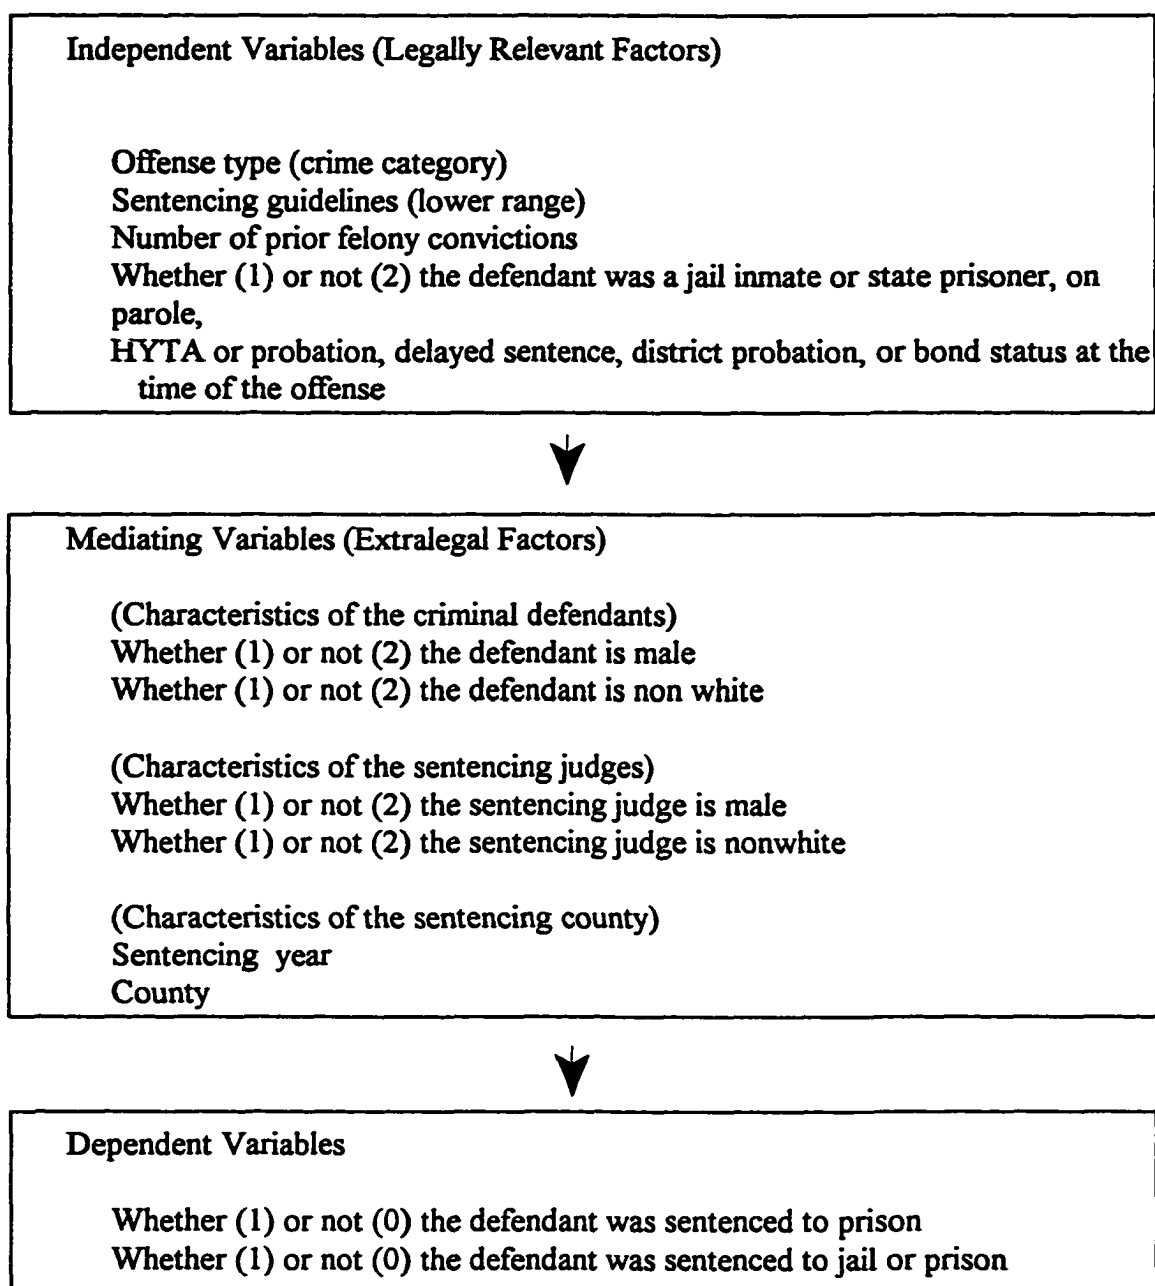 Independent Variables (Legally Relevant Factors)
Offense type (crime category)
Sentencing guidelines (lower range)
Number of prior felony convictions
Whether (1) or not (2) the defendant was a jail inmate or state prisoner, on
parole,
HYTA or probation, delayed sentence, district probation, or bond status at the
time of the offense
Mediating Variables (Extralegal Factors)
(Characteristics of the criminal defendants)
Whether (1) or not (2) the defendant is male
Whether (1) or not (2) the defendant is non white
(Characteristics of the sentencing judges)
Whether (1) or not (2) the sentencing judge is male
Whether (1) or not (2) the sentencing judge is nonwhite
(Characteristics of the sentencing county)
Sentencing year
County
Dependent Variables
Whether (1) or not (0) the defendant was sentenced to prison
Whether (1) or not (0) the defendant was sentenced to jail or prison